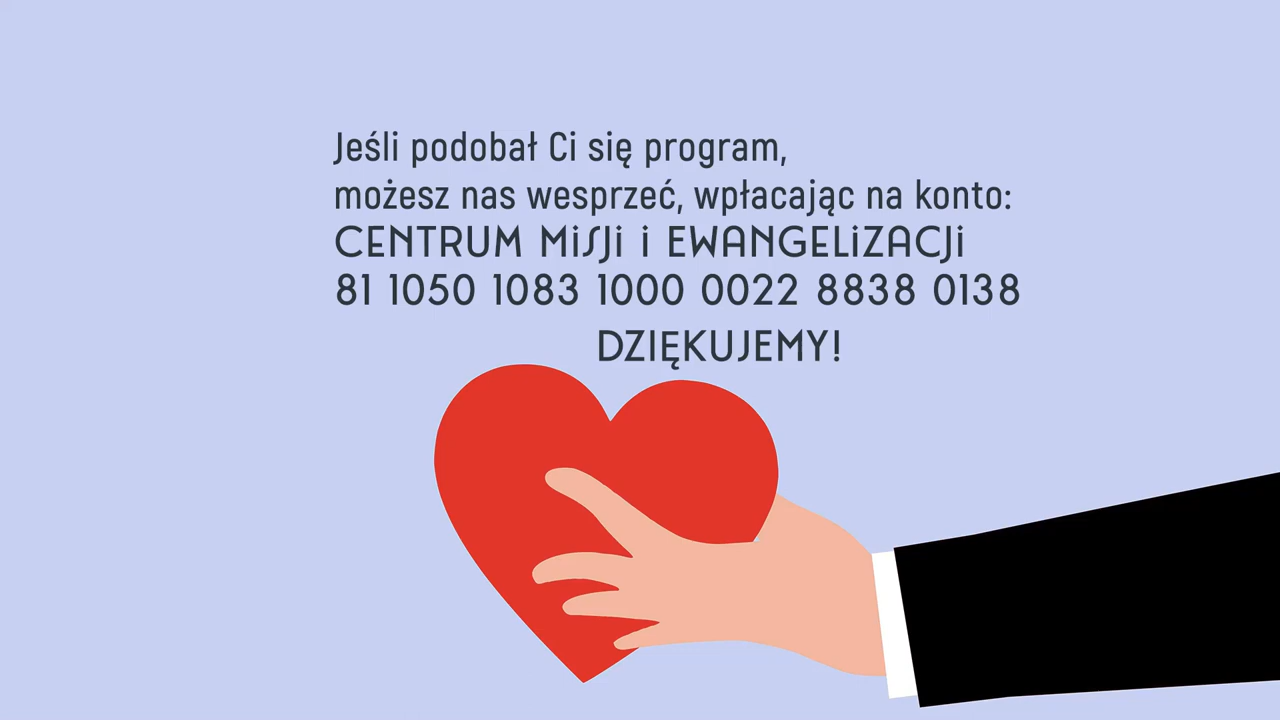 Jeśli podobał Ci się program,
możesz nas wesprzeć, wpłacając na konto:
CENTRUM MiSJi i EWANGELiZACJi
81 1050 1083 1000 0022 8838 0138
DZIĘKUJEMY!